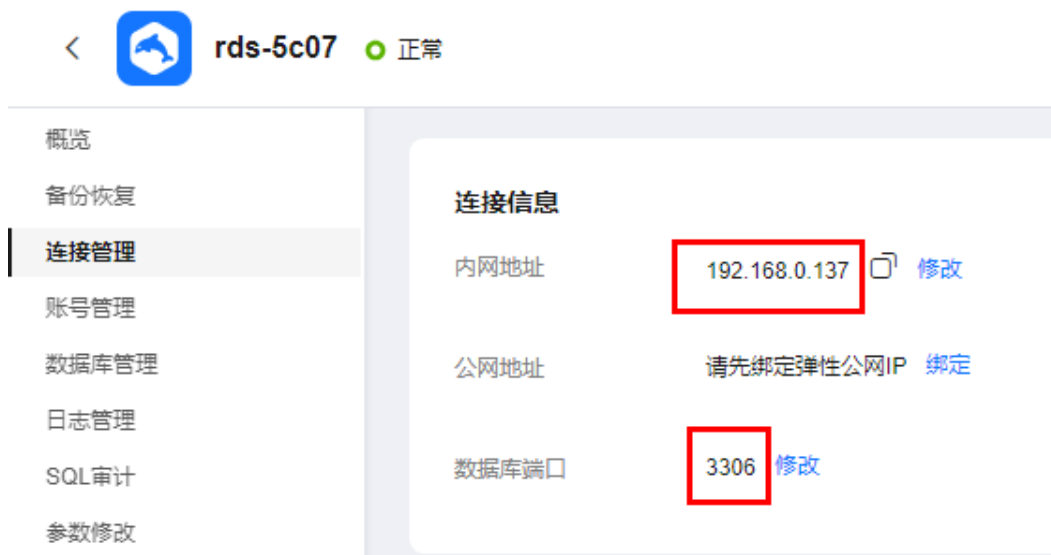 rds-5c07 正常
概览
备份恢复
连接管理
账号管理
数据库管理
日志管理
SQL审计
参数修改
连接信息
内网地址 192.168.0.137 修改
公网地址 请先绑定弹性公网IP 绑定
数据库端口 3306 修改